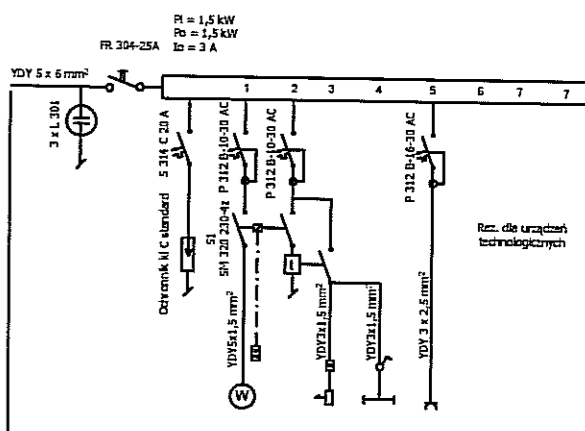 Pi = 1,5 kW
Po = 1,5 kW
Io = 3 A
FR 304-25A
YDY 5 x 6 mm²
1
2
3
4
5
6
7
7
3 x L 301
S 314 C 20 A
P 312 B-10-30 AC
P 312 B-10-30 AC
P 312 B-16-30 AC
Ochronnik kl C standard
S1
SM 320 230-4z
Rez. dla urządzeń
technologicznych
t
YDY5x1,5 mm²
YDY3x1,5 mm²
YDY3x1,5 mm²
YDY 3 x 2,5 mm²
W